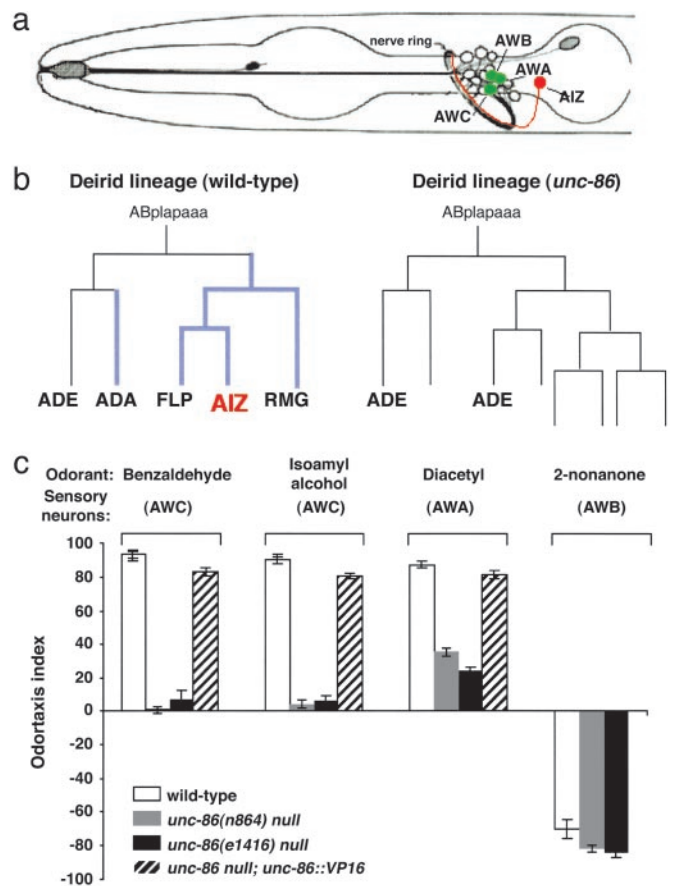 a
nerve ring
AWB
AWA
AIZ
AWC
b
Deirid lineage (wild-type)
Deirid lineage (unc-86)
ABplapaaa
ABplapaaa
ADE ADA FLP AIZ RMG
ADE ADE
c
Odorant: Benzaldehyde Isoamyl alcohol Diacetyl 2-nonanone
Sensory neurons: (AWC) (AWC) (AWA) (AWB)
Odortaxis index
100
80
60
40
20
0
-20
-40
-60
-80
-100
wild-type
unc-86(n864) null
unc-86(e1416) null
unc-86 null; unc-86::VP16